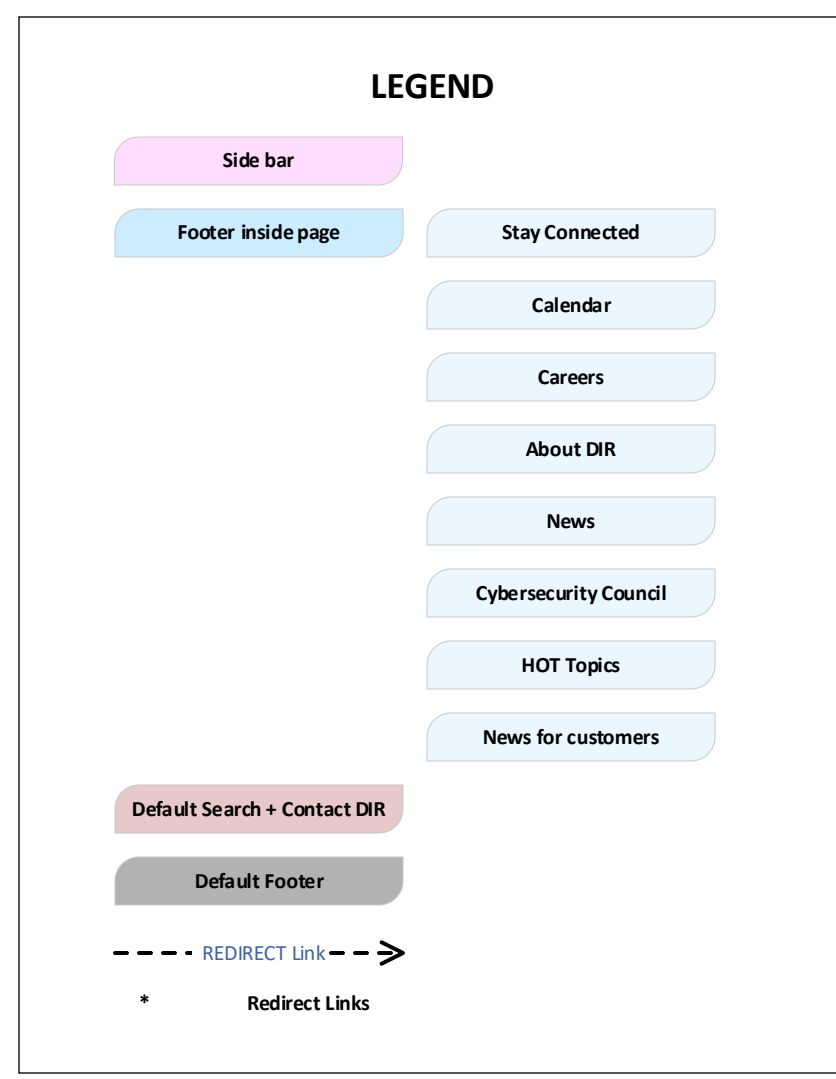 LEGEND
Side bar
Footer inside page
Stay Connected
Calendar
Careers
About DIR
News
Cybersecurity Council
HOT Topics
News for customers
Default Search + Contact DIR
Default Footer
REDIRECT Link
* Redirect Links